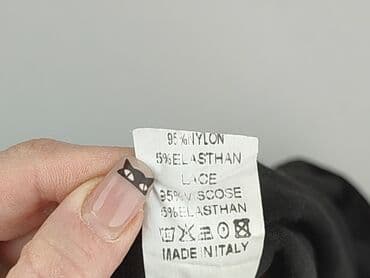 95%NYLON
5%ELASTHAN
LACE
95%VISCOSE
5%ELASTHAN
MADE IN ITALY